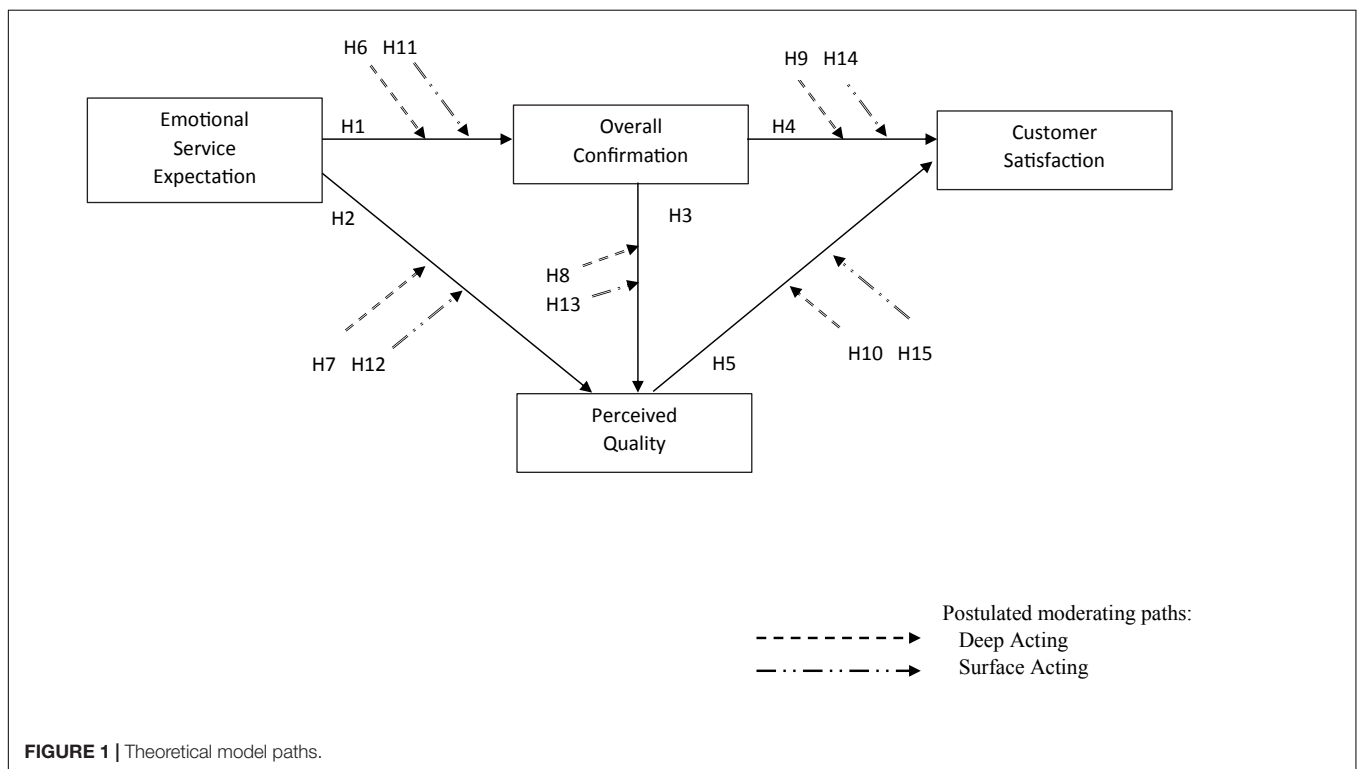 H6 H11
H9 H14
Emotional
Service
Expectation
H1
Overall
Confirmation
H4
Customer
Satisfaction
H2
H3
H8
H13
H7 H12
H10 H15
H5
Perceived
Quality
Postulated moderating paths:
Deep Acting
Surface Acting
FIGURE 1 | Theoretical model paths.